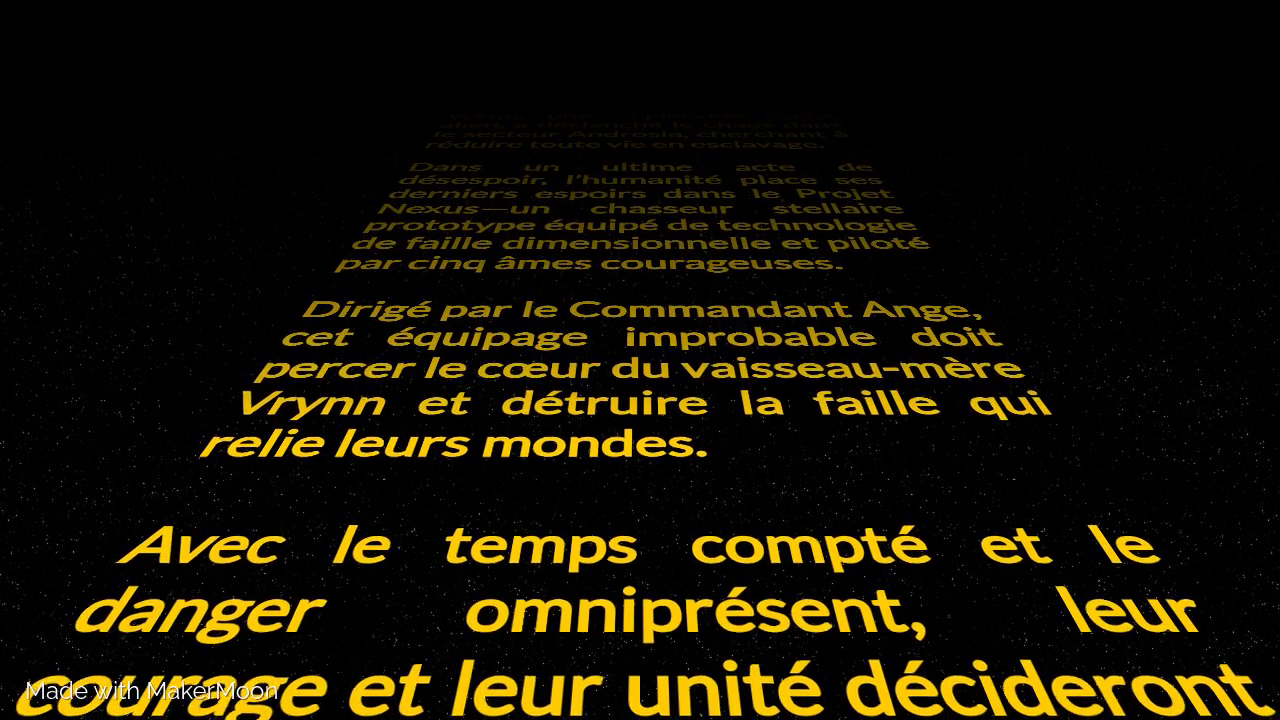 le secteur Androsia, cherchant à
réduire toute vie en esclavage.
Dans un ultime acte de
désespoir, l'humanité place ses
derniers espoirs dans le Projet
Nexus—un chasseur stellaire
prototype équipé de technologie
de faille dimensionnelle et piloté
par cinq âmes courageuses.
Dirigé par le Commandant Ange,
cet équipage improbable doit
percer le cœur du vaisseau-mère
Vrynn et détruire la faille qui
relie leurs mondes.
Avec le temps compté et le
danger omniprésent, leur
courage et leur unité décideront
Made with MakerMoon